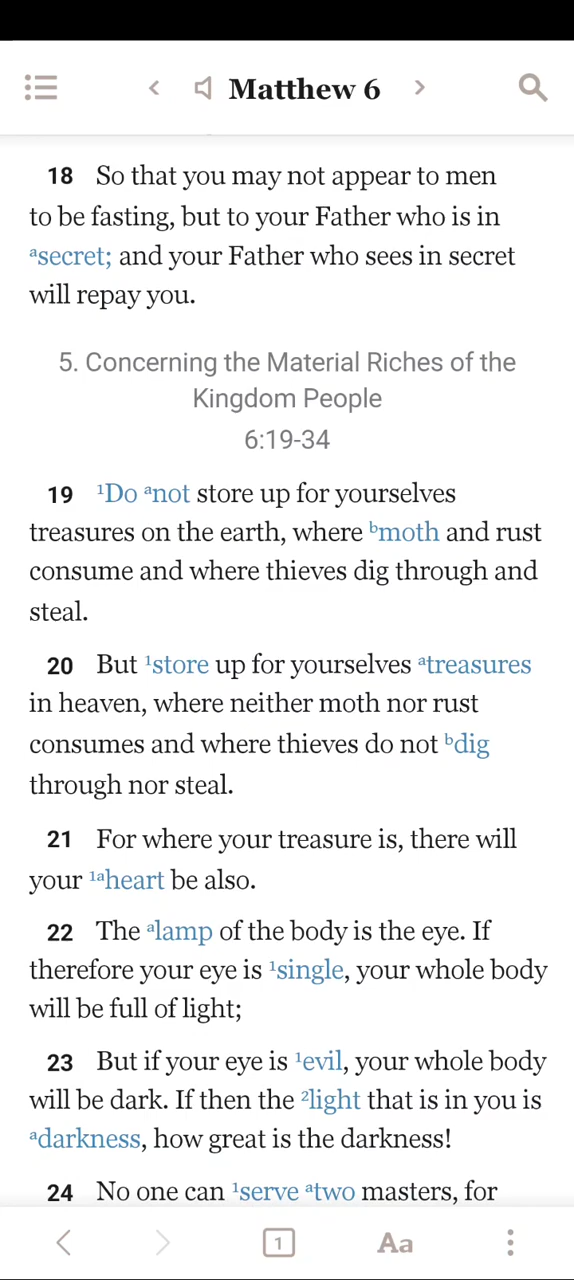 Matthew 6
18 So that you may not appear to men
to be fasting, but to your Father who is in
ᵃsecret; and your Father who sees in secret
will repay you.
5. Concerning the Material Riches of the
Kingdom People
6:19-34
19 ¹Do ᵃnot store up for yourselves
treasures on the earth, where ᵇmoth and rust
consume and where thieves dig through and
steal.
20 But ¹store up for yourselves ᵃtreasures
in heaven, where neither moth nor rust
consumes and where thieves do not ᵇdig
through nor steal.
21 For where your treasure is, there will
your ¹ᵃheart be also.
22 The ᵃlamp of the body is the eye. If
therefore your eye is ¹single, your whole body
will be full of light;
23 But if your eye is ¹evil, your whole body
will be dark. If then the ²light that is in you is
ᵃdarkness, how great is the darkness!
24 No one can ¹serve ᵃtwo masters, for
1
Aa